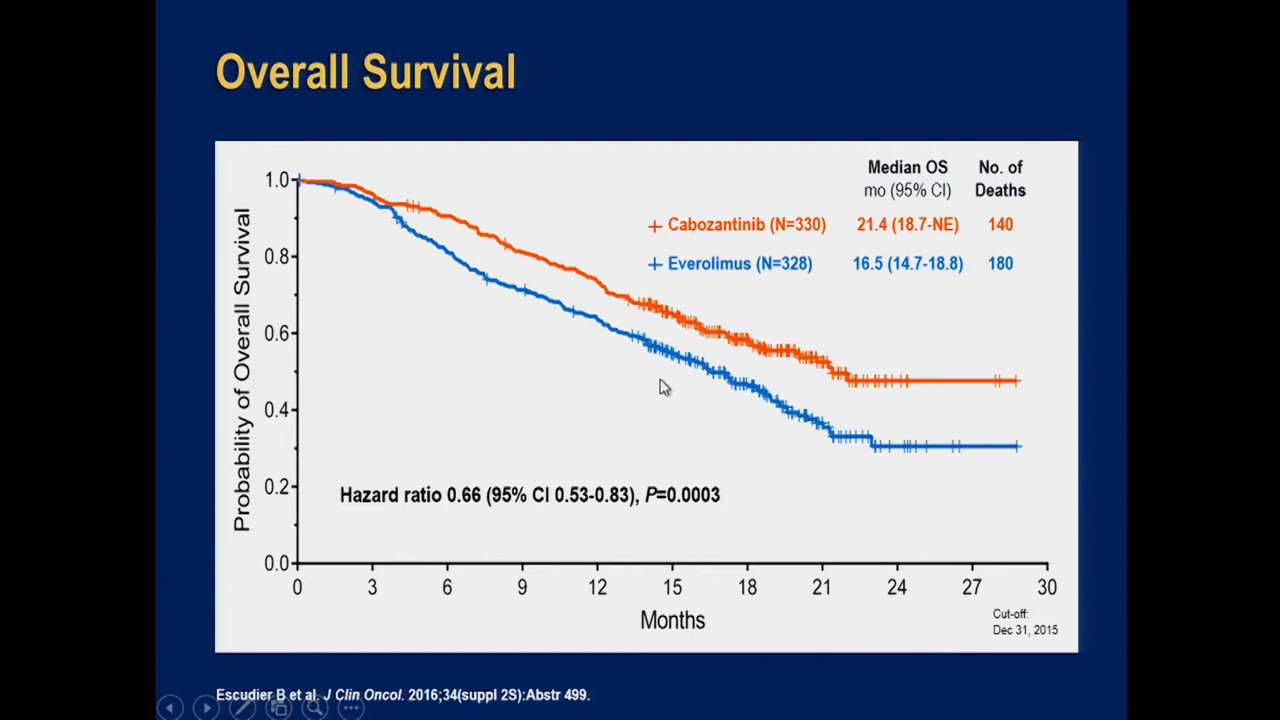 Overall Survival
Median OS No. of
mo (95% CI) Deaths
Cabozantinib (N=330) 21.4 (18.7-NE) 140
Everolimus (N=328) 16.5 (14.7-18.8) 180
Probability of Overall Survival
1.0
0.8
0.6
0.4
0.2
0.0
Hazard ratio 0.66 (95% CI 0.53-0.83), P=0.0003
0 3 6 9 12 15 18 21 24 27 30
Months
Cut-off:
Dec 31, 2015
Escudier B et al. J Clin Oncol. 2016;34(suppl 2S):Abstr 499.